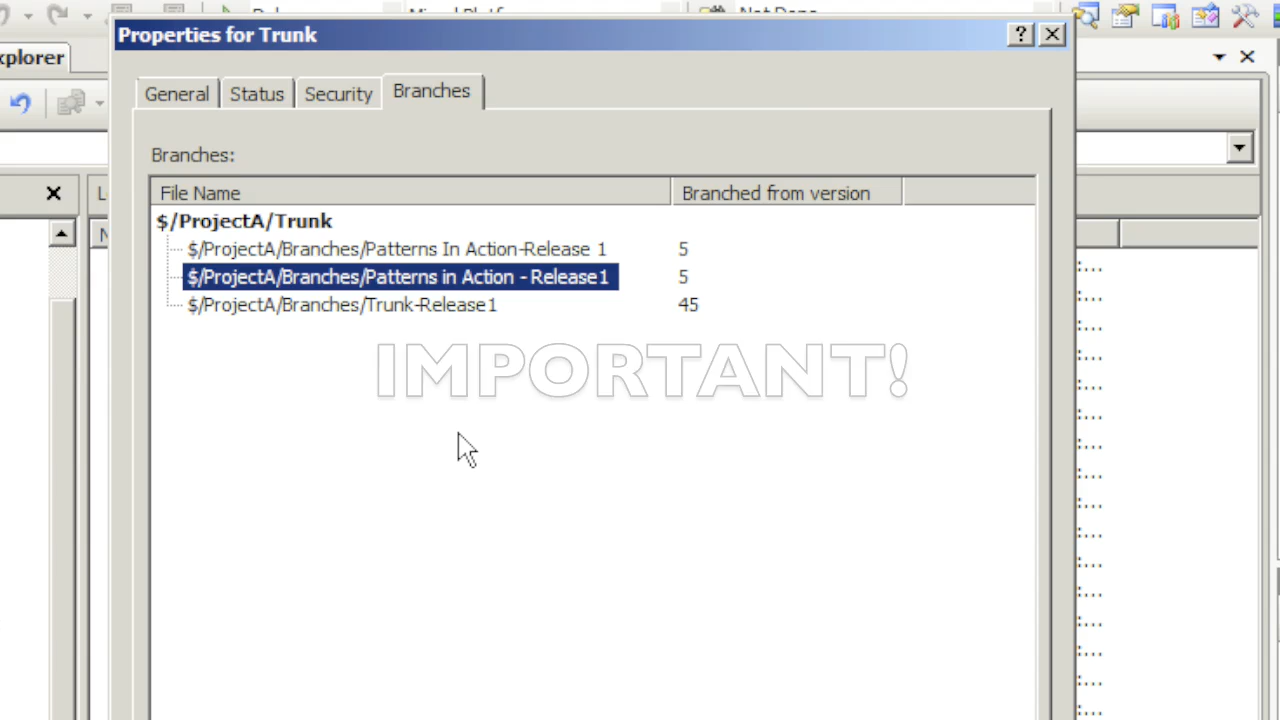 Properties for Trunk
xplorer
General Status Security Branches
Branches:
File Name Branched from version
$/ProjectA/Trunk
$/ProjectA/Branches/Patterns In Action-Release 1 5
$/ProjectA/Branches/Patterns in Action - Release1 5
$/ProjectA/Branches/Trunk-Release1 45
IMPORTANT!